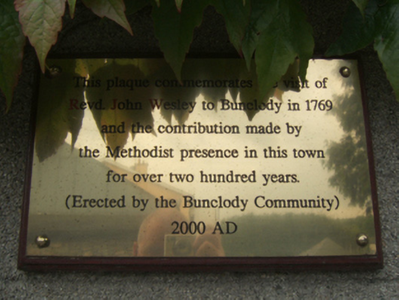 This plaque commemorates the visit of
Revd. John Wesley to Bunclody in 1769
and the contribution made by
the Methodist presence in this town
for over two hundred years.
(Erected by the Bunclody Community)
2000 AD